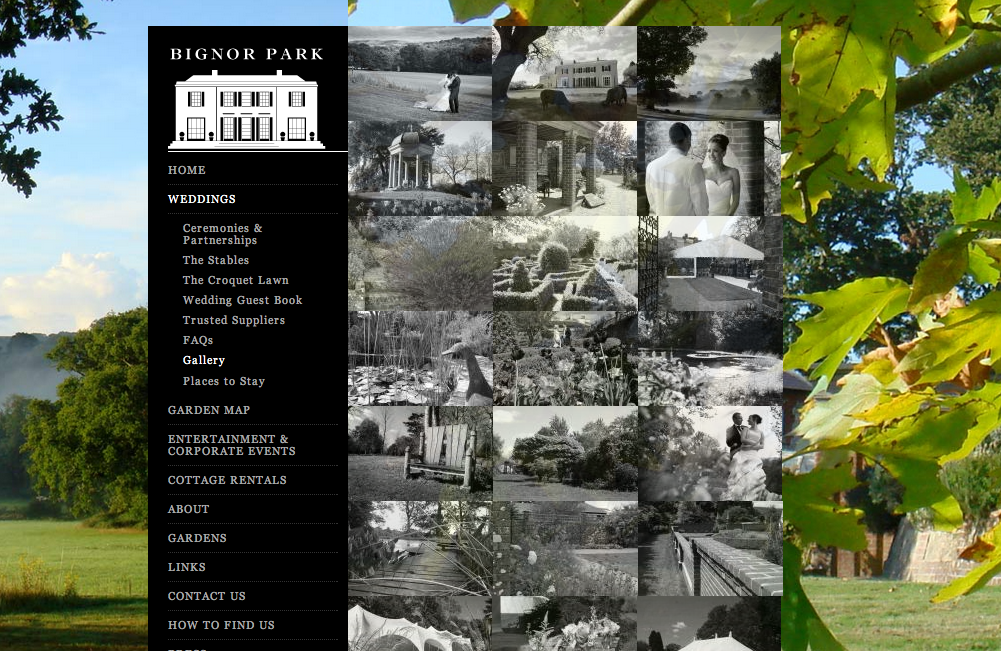 BIGNOR PARK
HOME
WEDDINGS
Ceremonies &
Partnerships
The Stables
The Croquet Lawn
Wedding Guest Book
Trusted Suppliers
FAQs
Gallery
Places to Stay
GARDEN MAP
ENTERTAINMENT &
CORPORATE EVENTS
COTTAGE RENTALS
ABOUT
GARDENS
LINKS
CONTACT US
HOW TO FIND US